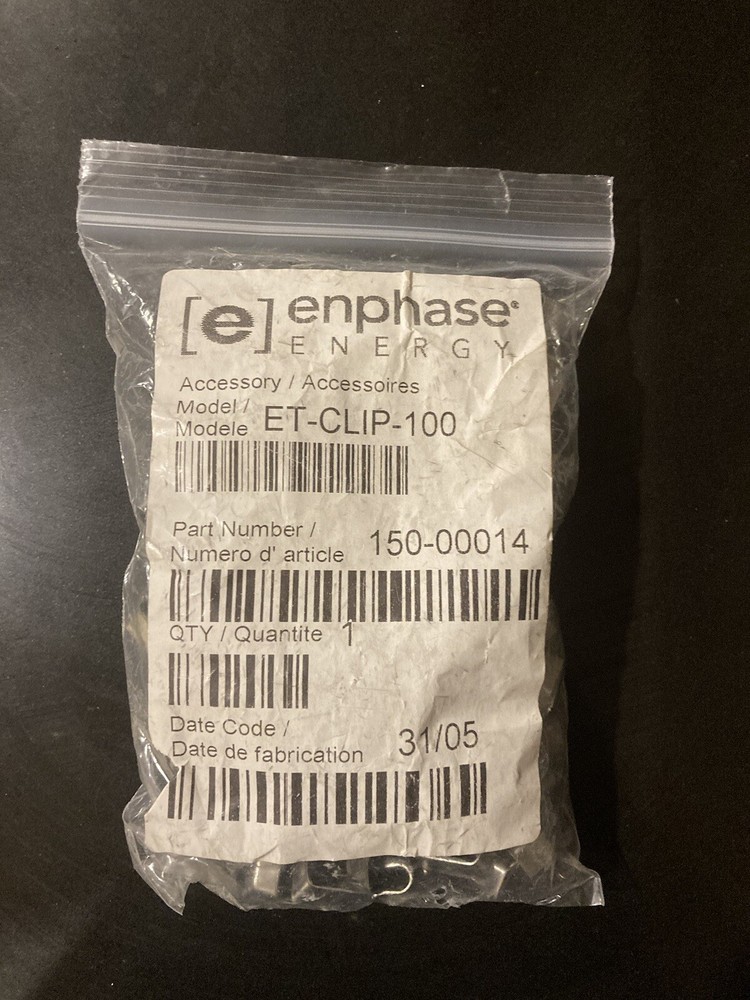 [e] enphase®
ENERGY
Accessory / Accessoires
Model /
Modele ET-CLIP-100
Part Number /
Numero d' article 150-00014
QTY / Quantite 1
Date Code /
Date de fabrication 31/05